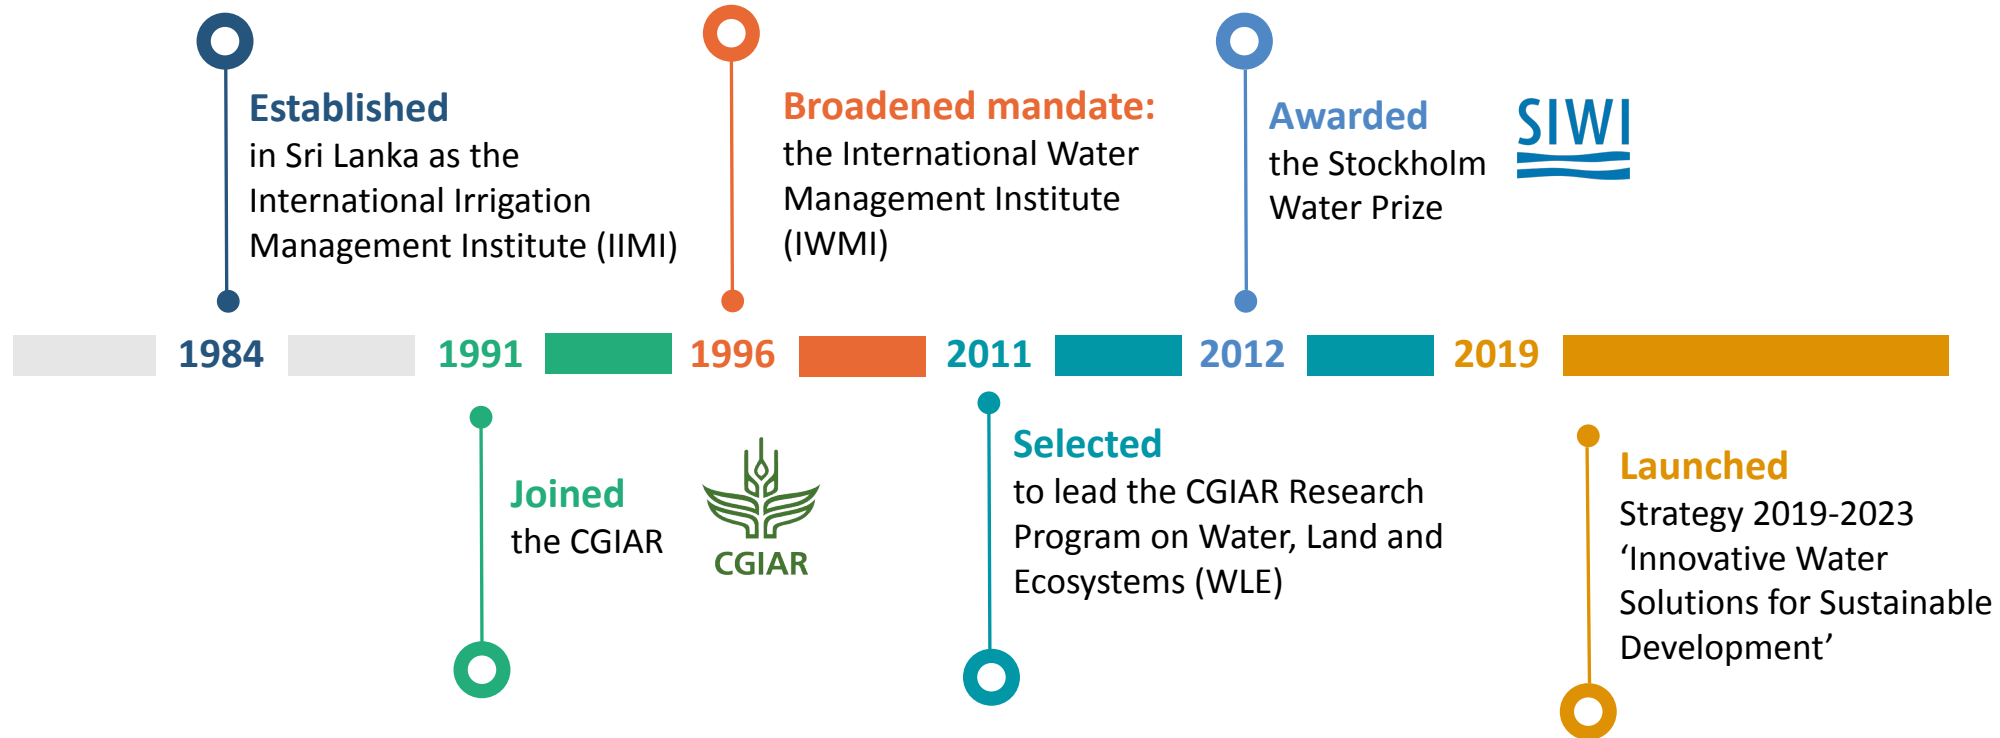 Established
in Sri Lanka as the
International Irrigation
Management Institute (IIMI)
Broadened mandate:
the International Water
Management Institute
(IWMI)
Awarded
the Stockholm
Water Prize
SIWI
1984
1991
1996
2011
2012
2019
Joined
the CGIAR
CGIAR
Selected
to lead the CGIAR Research
Program on Water, Land and
Ecosystems (WLE)
Launched
Strategy 2019-2023
‘Innovative Water
Solutions for Sustainable
Development’